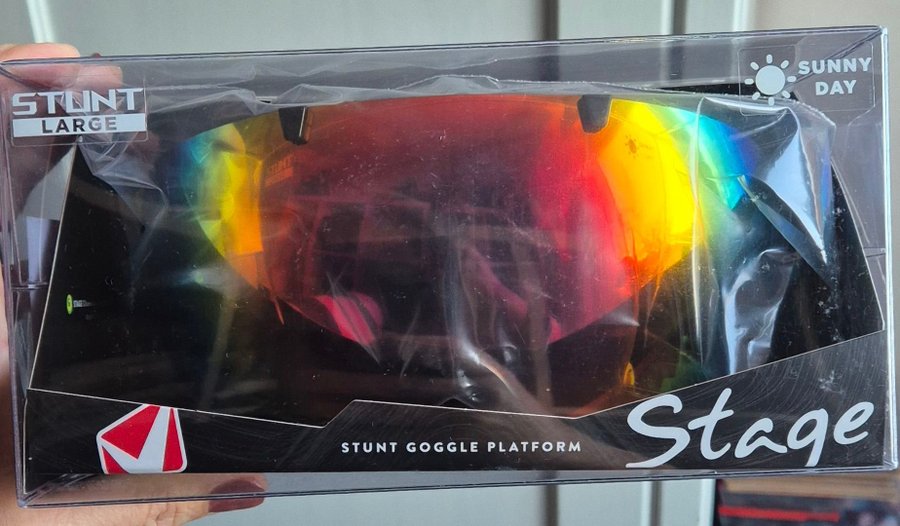 STUNT
LARGE
SUNNY
DAY
STUNT GOGGLE PLATFORM
Stage